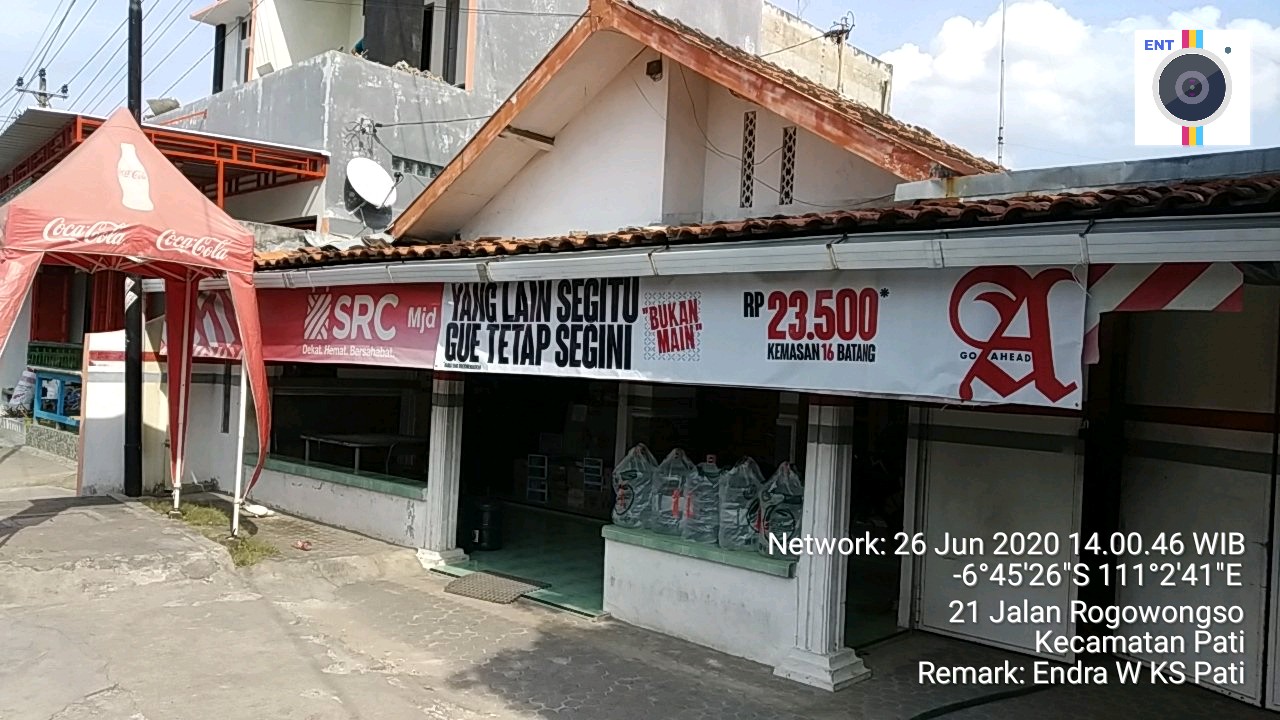 ENT
Coca-Cola
Coca-Cola
SRC Mjd
Dekat. Hemat. Bersahabat.
YANG LAIN SEGITU
GUE TETAP SEGINI
"BUKAN
MAIN"
RP 23.500*
KEMASAN 16 BATANG
A
GO AHEAD
Network: 26 Jun 2020 14.00.46 WIB
-6°45'26"S 111°2'41"E
21 Jalan Rogowongso
Kecamatan Pati
Remark: Endra W KS Pati